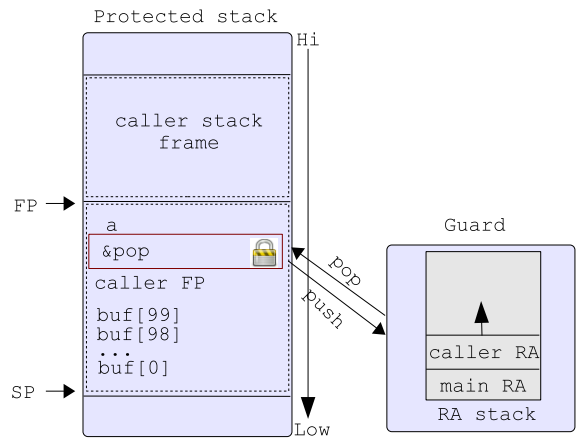 Protected stack
Hi
caller stack
frame
FP
a
&pop
caller FP
buf[99]
buf[98]
...
buf[0]
SP
Low
pop
push
Guard
caller RA
main RA
RA stack